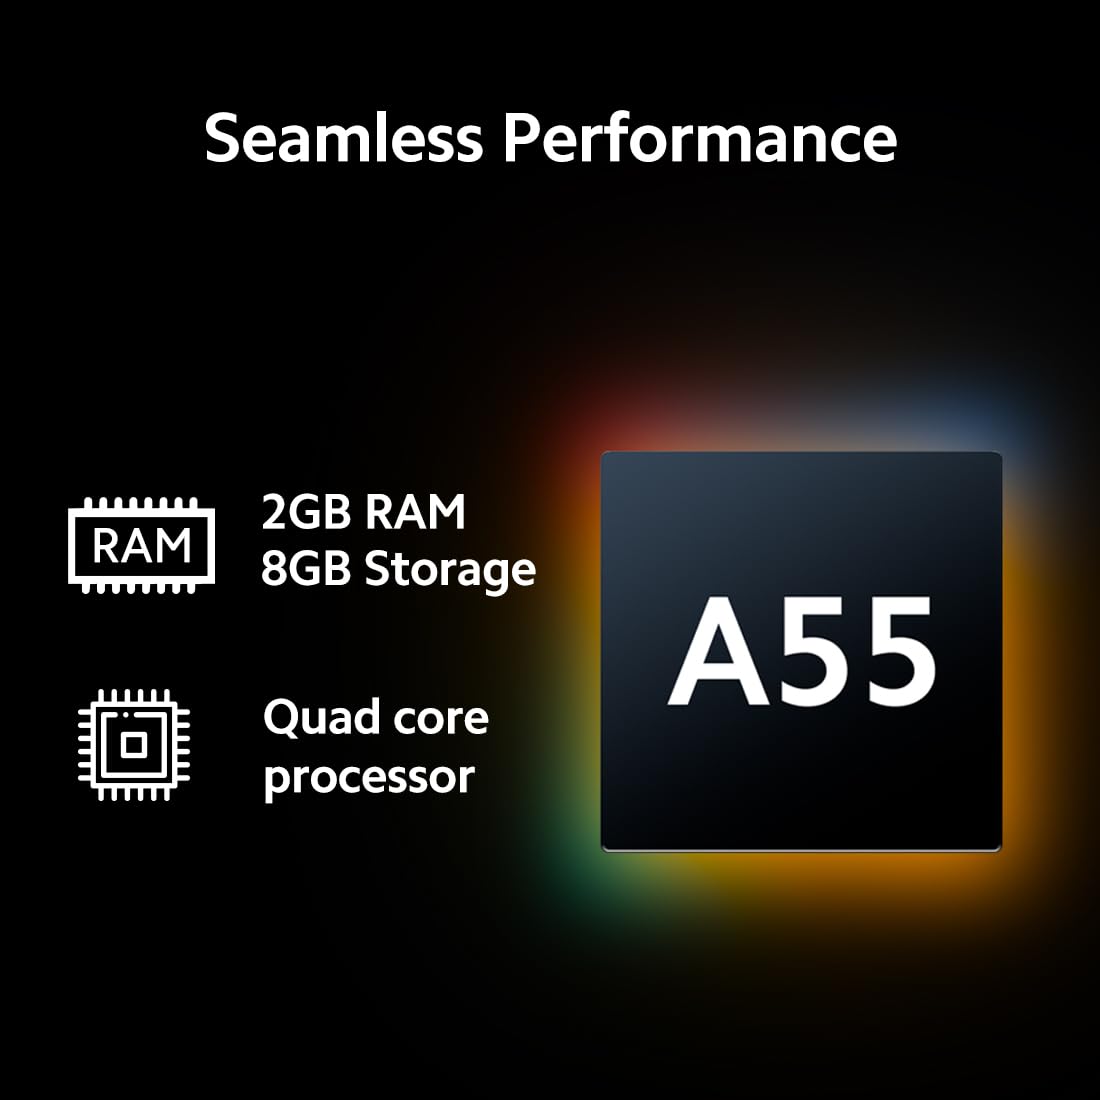 Seamless Performance
RAM
2GB RAM
8GB Storage
Quad core
processor
A55